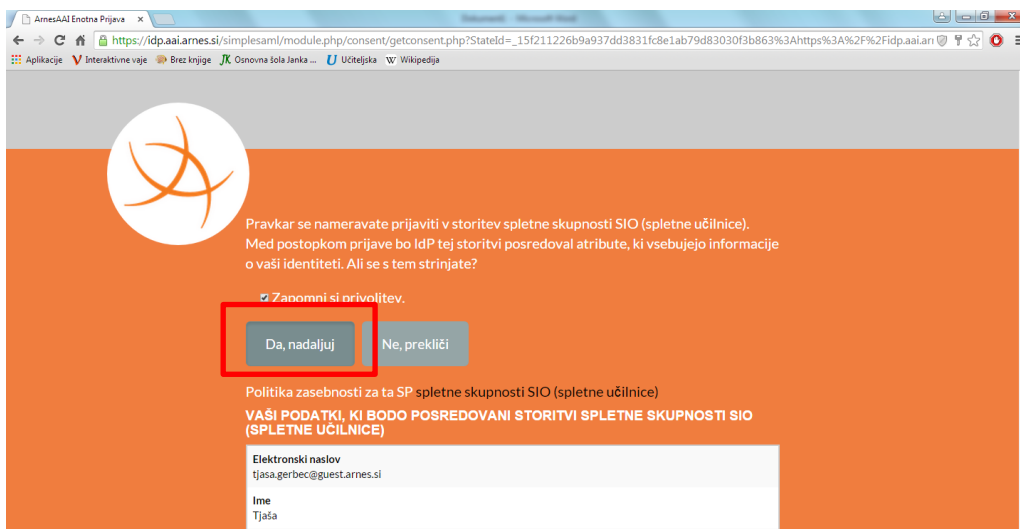 ArnesAAI Enotna Prijava
Dokument1 - Microsoft Word
https://idp.aai.arnes.si/simplesaml/module.php/consent/getconsent.php?StateId=_15f211226b9a937dd3831fc8e1ab79d83030f3b863%3Ahttps%3A%2F%2Fidp.aai.arn
Aplikacije Interaktivne vaje Brez knjige Osnovna šola Janka ... Učiteljska Wikipedija
Pravkar se nameravate prijaviti v storitev spletne skupnosti SIO (spletne učilnice).
Med postopkom prijave bo IdP tej storitvi posredoval atribute, ki vsebujejo informacije
o vaši identiteti. Ali se s tem strinjate?
Zapomni si privolitev.
Da, nadaljuj Ne, prekliči
Politika zasebnosti za ta SP spletne skupnosti SIO (spletne učilnice)
VAŠI PODATKI, KI BODO POSREDOVANI STORITVI SPLETNE SKUPNOSTI SIO
(SPLETNE UČILNICE)
Elektronski naslov
tjasa.gerbec@guest.arnes.si
Ime
Tjaša